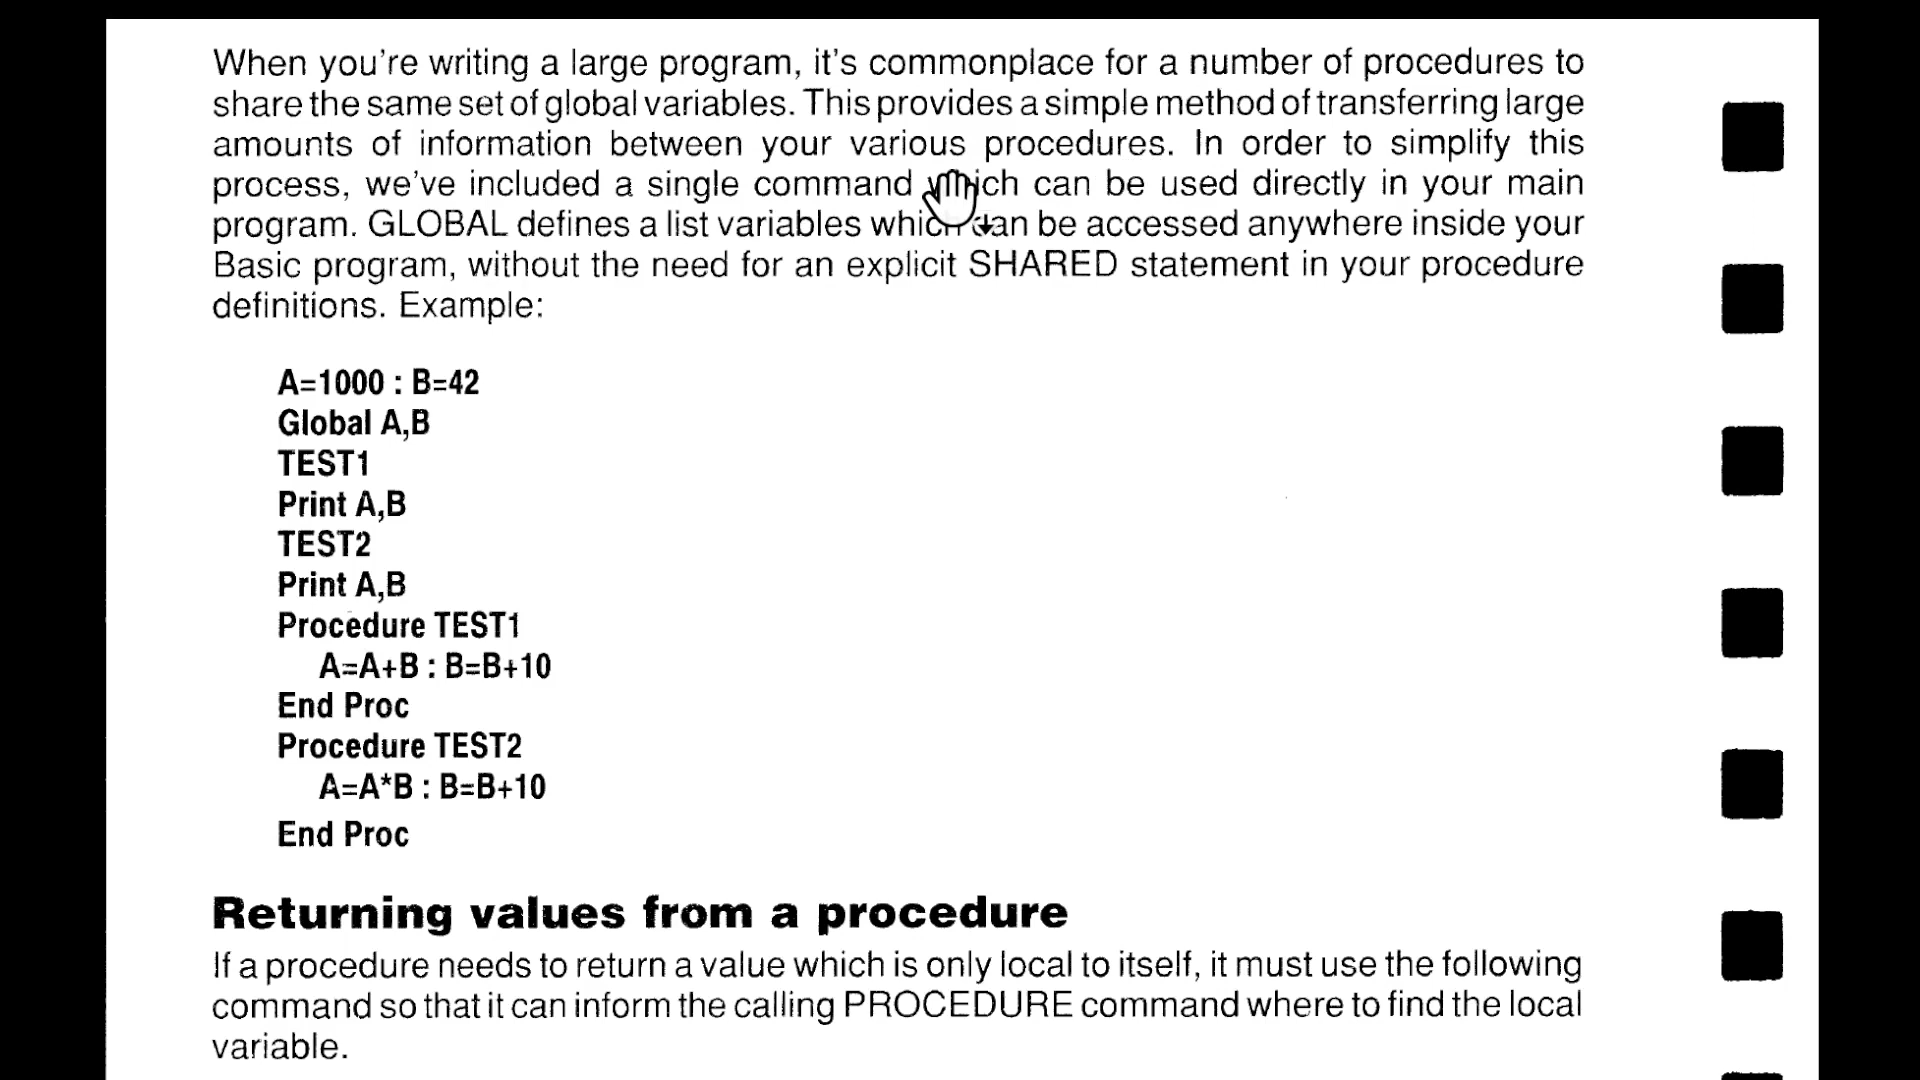 When you're writing a large program, it's commonplace for a number of procedures to
share the same set of global variables. This provides a simple method of transferring large
amounts of information between your various procedures. In order to simplify this
process, we've included a single command which can be used directly in your main
program. GLOBAL defines a list variables which can be accessed anywhere inside your
Basic program, without the need for an explicit SHARED statement in your procedure
definitions. Example:
A=1000 : B=42
Global A,B
TEST1
Print A,B
TEST2
Print A,B
Procedure TEST1
A=A+B : B=B+10
End Proc
Procedure TEST2
A=A*B : B=B+10
End Proc
Returning values from a procedure
If a procedure needs to return a value which is only local to itself, it must use the following
command so that it can inform the calling PROCEDURE command where to find the local
variable.